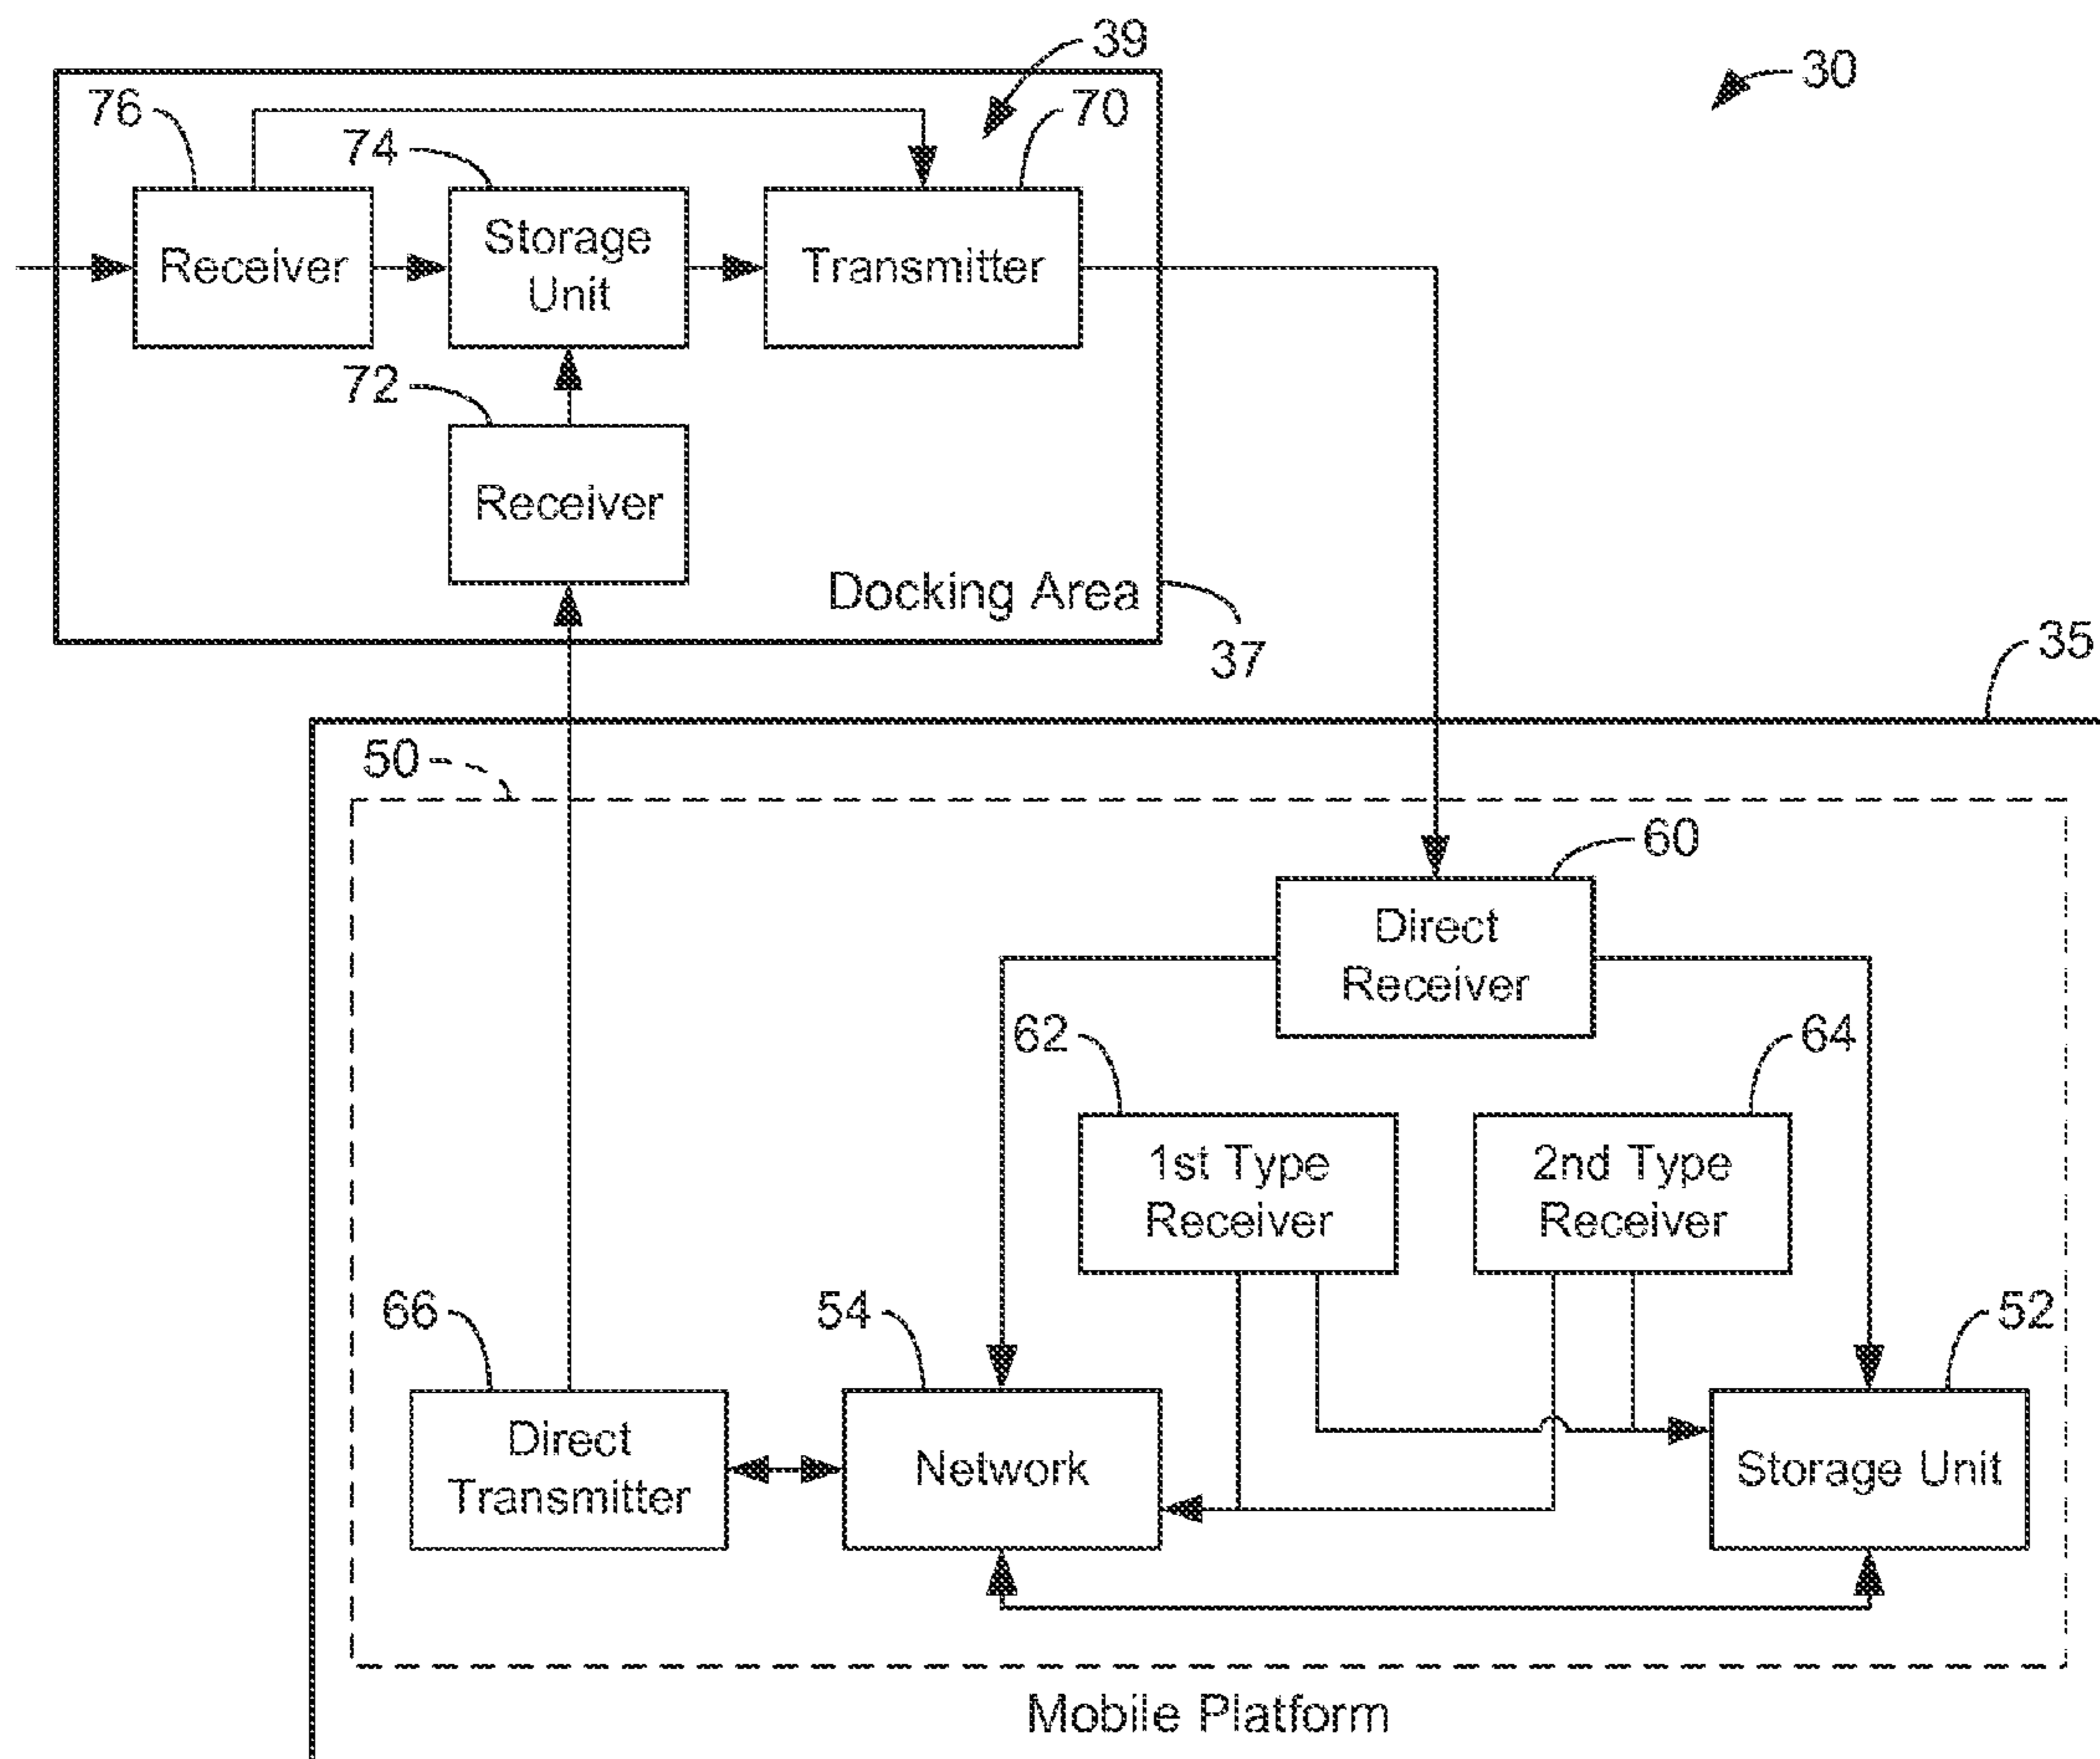 39
30
76
70
74
Receiver
Storage
Unit
Transmitter
72
Receiver
Docking Area
37
35
50
60
Direct
Receiver
62
64
1st Type
Receiver
2nd Type
Receiver
66
54
52
Direct
Transmitter
Network
Storage Unit
Mobile Platform